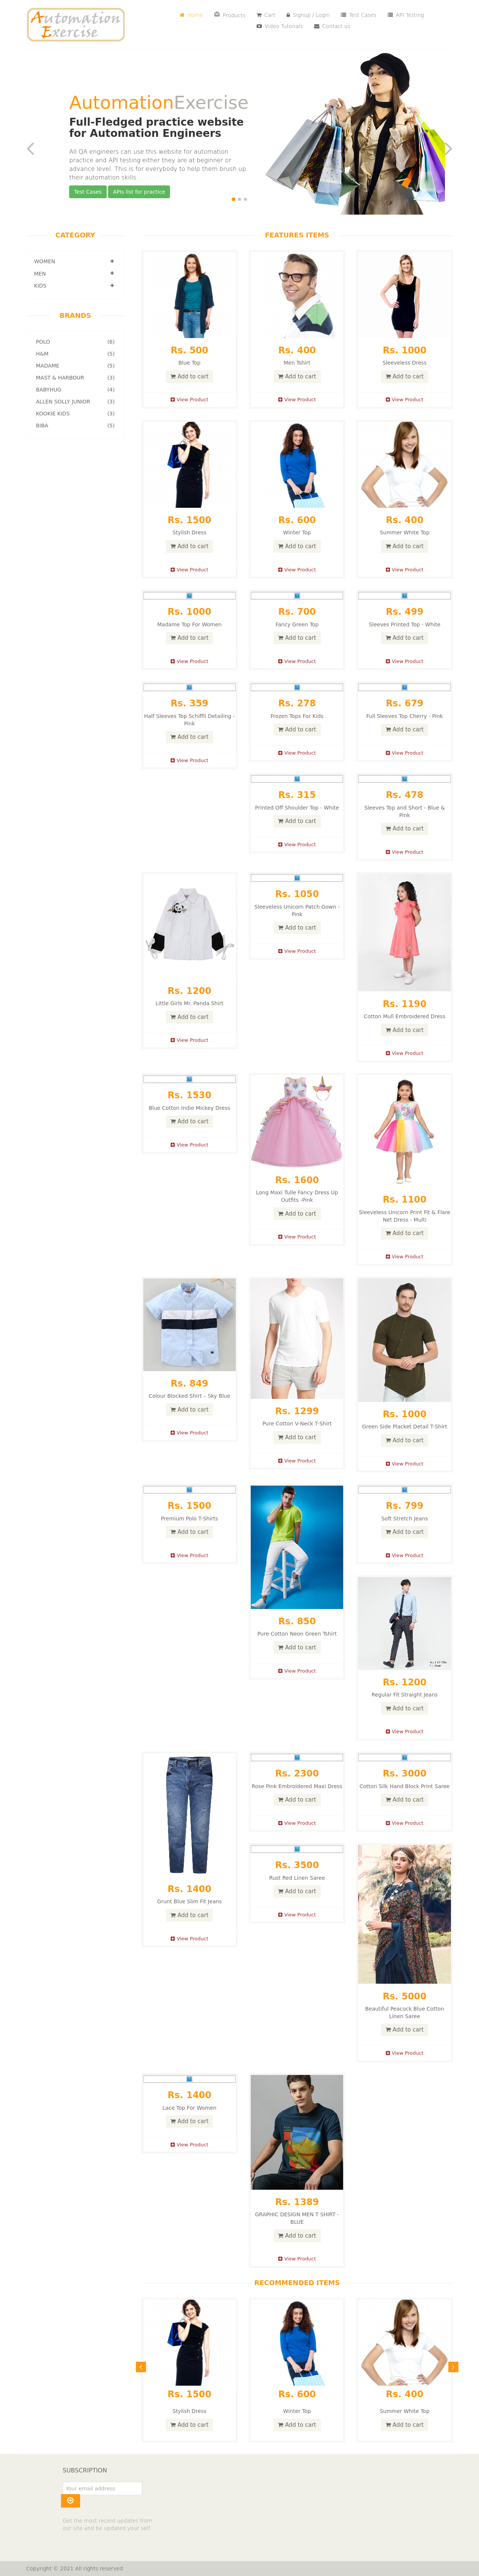 Automation
Exercise
Home
Products
Cart
Signup / Login
Test Cases
API Testing
Video Tutorials
Contact us
AutomationExercise
Full-Fledged practice website
for Automation Engineers
All QA engineers can use this website for automation
practice and API testing either they are at beginner or
advance level. This is for everybody to help them brush up
their automation skills.
Test Cases
APIs list for practice
CATEGORY
WOMEN
MEN
KIDS
BRANDS
POLO (6)
H&M (5)
MADAME (5)
MAST & HARBOUR (3)
BABYHUG (4)
ALLEN SOLLY JUNIOR (3)
KOOKIE KIDS (3)
BIBA (5)
FEATURES ITEMS
Rs. 500
Blue Top
Add to cart
View Product
Rs. 400
Men Tshirt
Add to cart
View Product
Rs. 1000
Sleeveless Dress
Add to cart
View Product
Rs. 1500
Stylish Dress
Add to cart
View Product
Rs. 600
Winter Top
Add to cart
View Product
Rs. 400
Summer White Top
Add to cart
View Product
Rs. 1000
Madame Top For Women
Add to cart
View Product
Rs. 700
Fancy Green Top
Add to cart
View Product
Rs. 499
Sleeves Printed Top - White
Add to cart
View Product
Rs. 359
Half Sleeves Top Schiffli Detailing -
Pink
Add to cart
View Product
Rs. 278
Frozen Tops For Kids
Add to cart
View Product
Rs. 679
Full Sleeves Top Cherry - Pink
Add to cart
View Product
Rs. 315
Printed Off Shoulder Top - White
Add to cart
View Product
Rs. 478
Sleeves Top and Short - Blue &
Pink
Add to cart
View Product
Rs. 1200
Little Girls Mr. Panda Shirt
Add to cart
View Product
Rs. 1050
Sleeveless Unicorn Patch Gown -
Pink
Add to cart
View Product
Rs. 1190
Cotton Mull Embroidered Dress
Add to cart
View Product
Rs. 1530
Blue Cotton Indie Mickey Dress
Add to cart
View Product
Rs. 1600
Long Maxi Tulle Fancy Dress Up
Outfits -Pink
Add to cart
View Product
Rs. 1100
Sleeveless Unicorn Print Fit & Flare
Net Dress - Multi
Add to cart
View Product
Rs. 849
Colour Blocked Shirt – Sky Blue
Add to cart
View Product
Rs. 1299
Pure Cotton V-Neck T-Shirt
Add to cart
View Product
Rs. 1000
Green Side Placket Detail T-Shirt
Add to cart
View Product
Rs. 1500
Premium Polo T-Shirts
Add to cart
View Product
Rs. 850
Pure Cotton Neon Green Tshirt
Add to cart
View Product
Rs. 799
Soft Stretch Jeans
Add to cart
View Product
Rs. 1200
Regular Fit Straight Jeans
Add to cart
View Product
Rs. 1400
Grunt Blue Slim Fit Jeans
Add to cart
View Product
Rs. 2300
Rose Pink Embroidered Maxi Dress
Add to cart
View Product
Rs. 3000
Cotton Silk Hand Block Print Saree
Add to cart
View Product
Rs. 3500
Rust Red Linen Saree
Add to cart
View Product
Rs. 5000
Beautiful Peacock Blue Cotton
Linen Saree
Add to cart
View Product
Rs. 1400
Lace Top For Women
Add to cart
View Product
Rs. 1389
GRAPHIC DESIGN MEN T SHIRT -
BLUE
Add to cart
View Product
RECOMMENDED ITEMS
Rs. 1500
Stylish Dress
Add to cart
Rs. 600
Winter Top
Add to cart
Rs. 400
Summer White Top
Add to cart
SUBSCRIPTION
Your email address
Get the most recent updates from
our site and be updated your self.
Copyright © 2021 All rights reserved